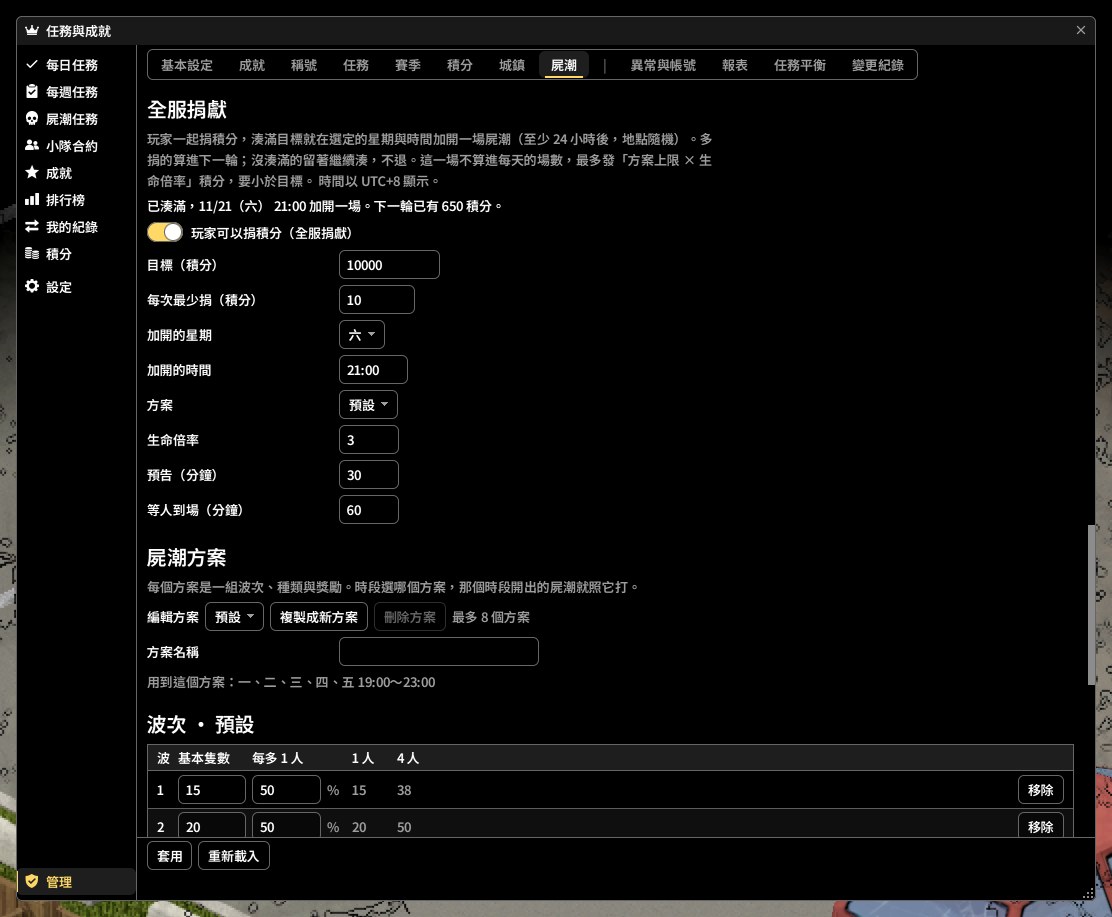 任務與成就
每日任務
每週任務
屍潮任務
小隊合約
成就
排行榜
我的紀錄
積分
設定
管理
基本設定 成就 稱號 任務 賽季 積分 城鎮 屍潮 | 異常與帳號 報表 任務平衡 變更紀錄
全服捐獻
玩家一起捐積分，湊滿目標就在選定的星期與時間加開一場屍潮（至少 24 小時後，地點隨機）。多
捐的算進下一輪；沒湊滿的留著繼續湊，不退。這一場不算進每天的場數，最多發「方案上限 × 生
命倍率」積分，要小於目標。 時間以 UTC+8 顯示。
已湊滿，11/21（六） 21:00 加開一場。下一輪已有 650 積分。
玩家可以捐積分（全服捐獻）
目標（積分） 10000
每次最少捐（積分） 10
加開的星期 六
加開的時間 21:00
方案 預設
生命倍率 3
預告（分鐘） 30
等人到場（分鐘） 60
屍潮方案
每個方案是一組波次、種類與獎勵。時段選哪個方案，那個時段開出的屍潮就照它打。
編輯方案 預設 複製成新方案 刪除方案 最多 8 個方案
方案名稱
用到這個方案：一、二、三、四、五 19:00～23:00
波次 · 預設
波 基本隻數 每多 1 人 1 人 4 人
1 15 50 % 15 38 移除
2 20 50 % 20 50 移除
套用 重新載入